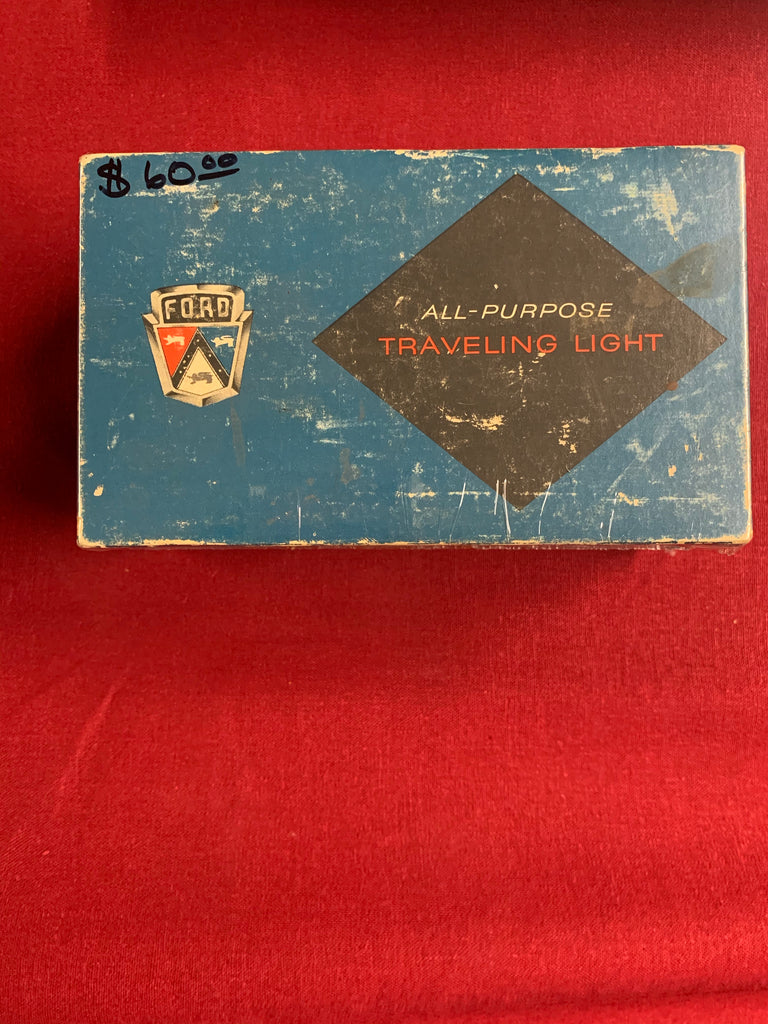 $ 60.00
FORD
ALL-PURPOSE
TRAVELING LIGHT